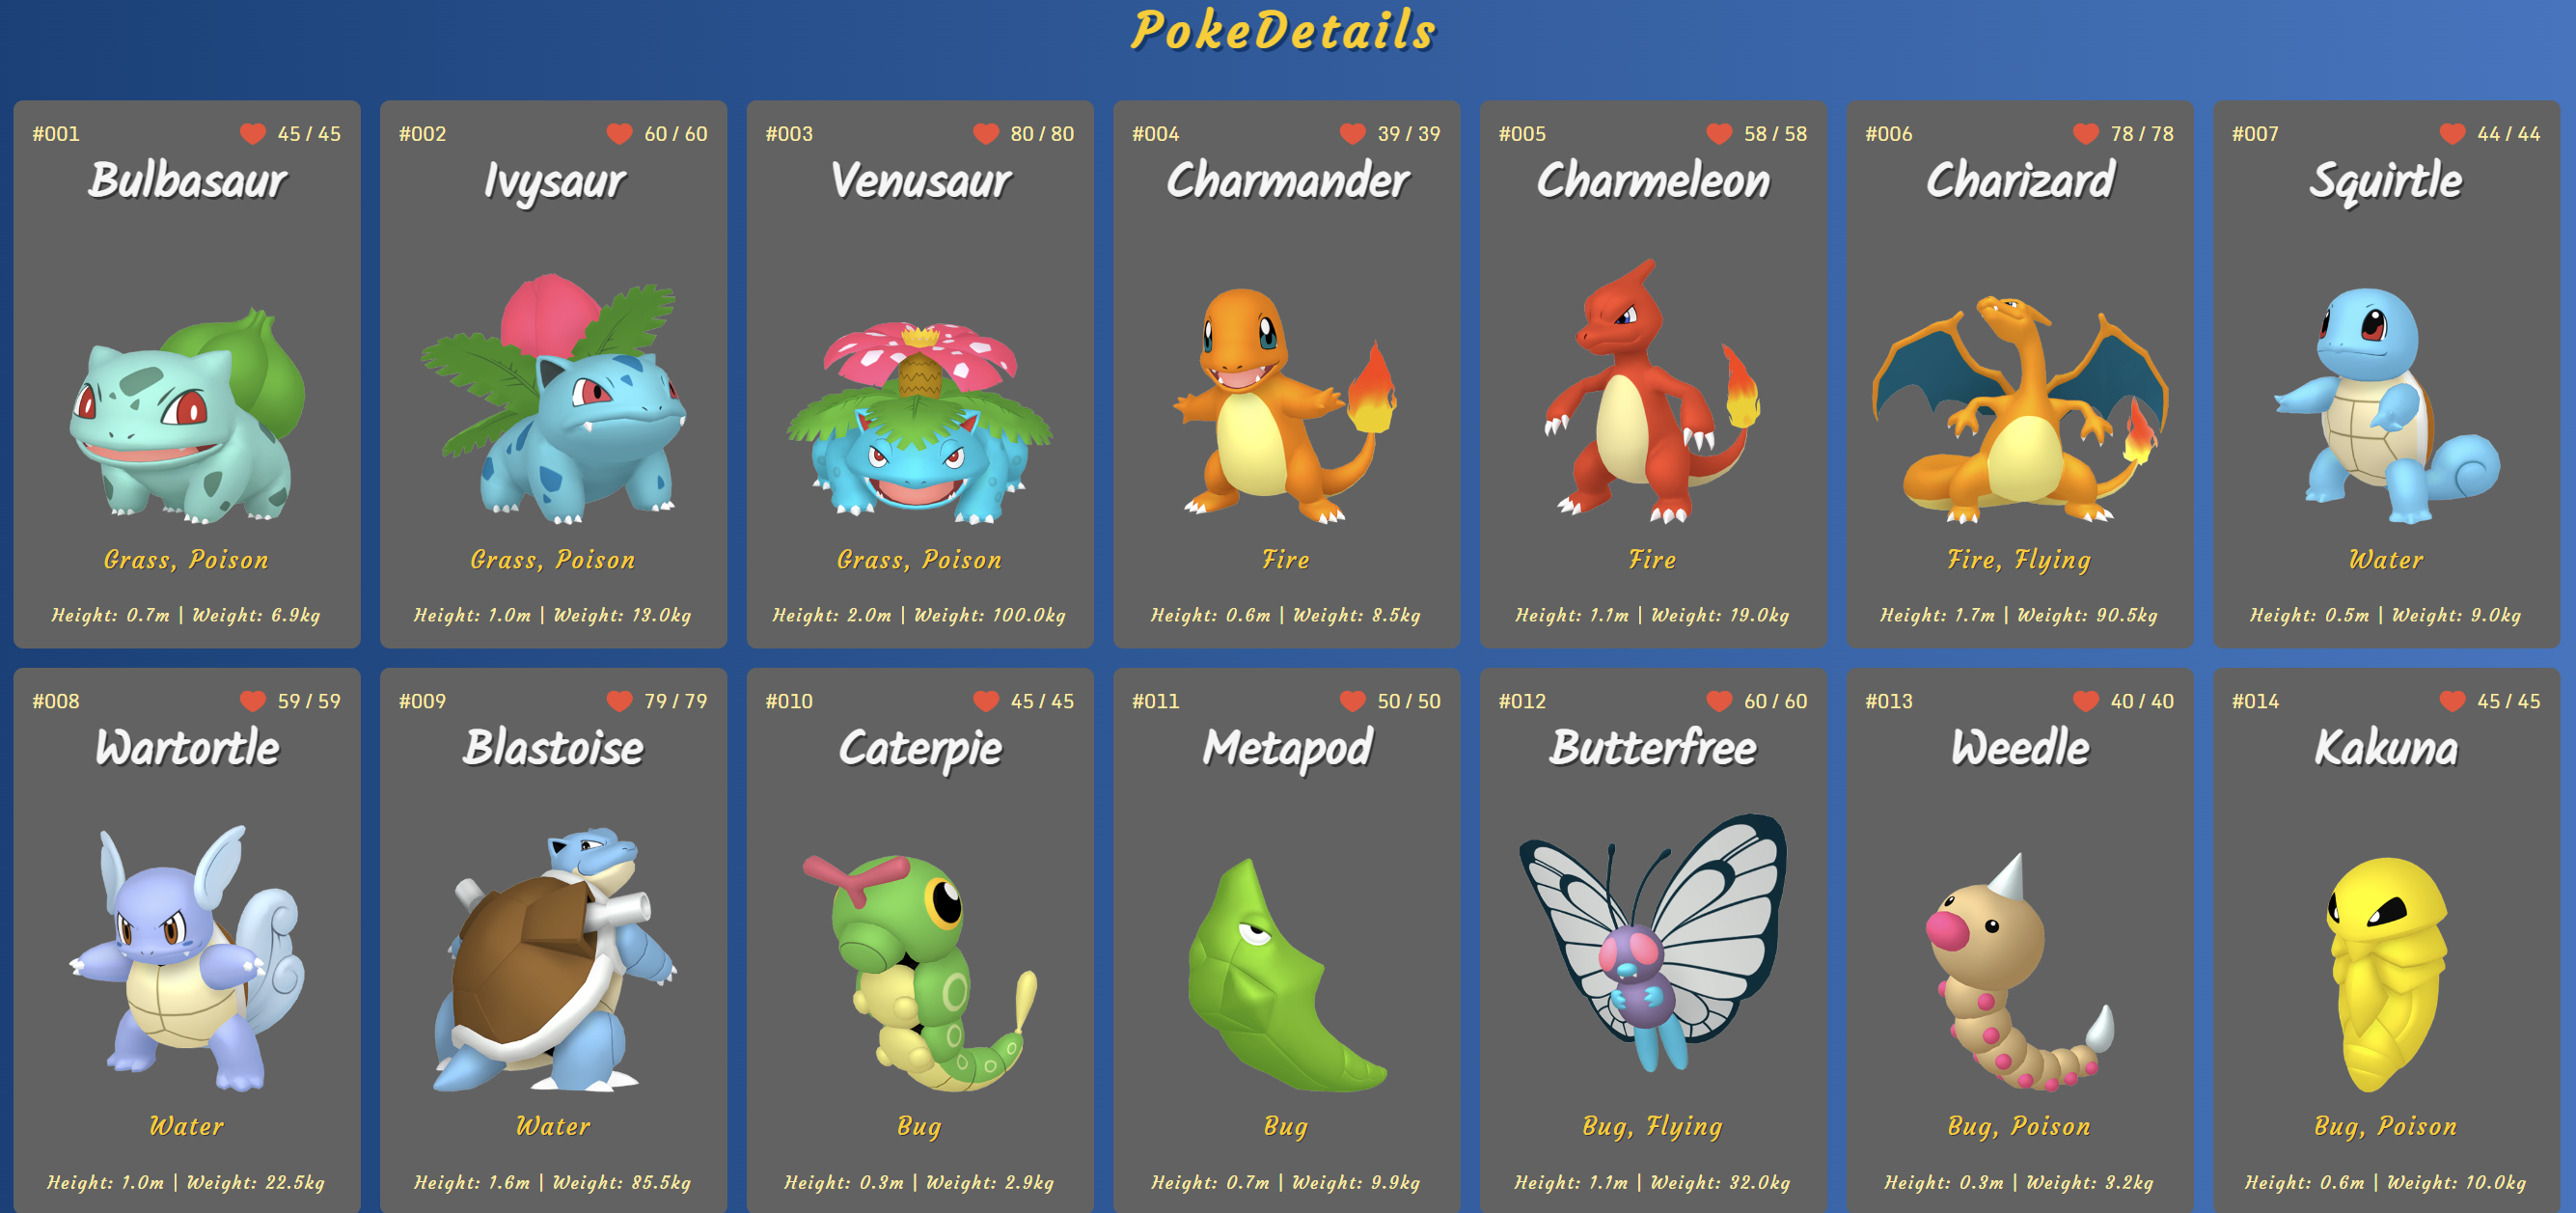 PokeDetails
#001 45 / 45
Bulbasaur
Grass, Poison
Height: 0.7m | Weight: 6.9kg
#002 60 / 60
Ivysaur
Grass, Poison
Height: 1.0m | Weight: 13.0kg
#003 80 / 80
Venusaur
Grass, Poison
Height: 2.0m | Weight: 100.0kg
#004 39 / 39
Charmander
Fire
Height: 0.6m | Weight: 8.5kg
#005 58 / 58
Charmeleon
Fire
Height: 1.1m | Weight: 19.0kg
#006 78 / 78
Charizard
Fire, Flying
Height: 1.7m | Weight: 90.5kg
#007 44 / 44
Squirtle
Water
Height: 0.5m | Weight: 9.0kg
#008 59 / 59
Wartortle
Water
Height: 1.0m | Weight: 22.5kg
#009 79 / 79
Blastoise
Water
Height: 1.6m | Weight: 85.5kg
#010 45 / 45
Caterpie
Bug
Height: 0.3m | Weight: 2.9kg
#011 50 / 50
Metapod
Bug
Height: 0.7m | Weight: 9.9kg
#012 60 / 60
Butterfree
Bug, Flying
Height: 1.1m | Weight: 32.0kg
#013 40 / 40
Weedle
Bug, Poison
Height: 0.3m | Weight: 3.2kg
#014 45 / 45
Kakuna
Bug, Poison
Height: 0.6m | Weight: 10.0kg